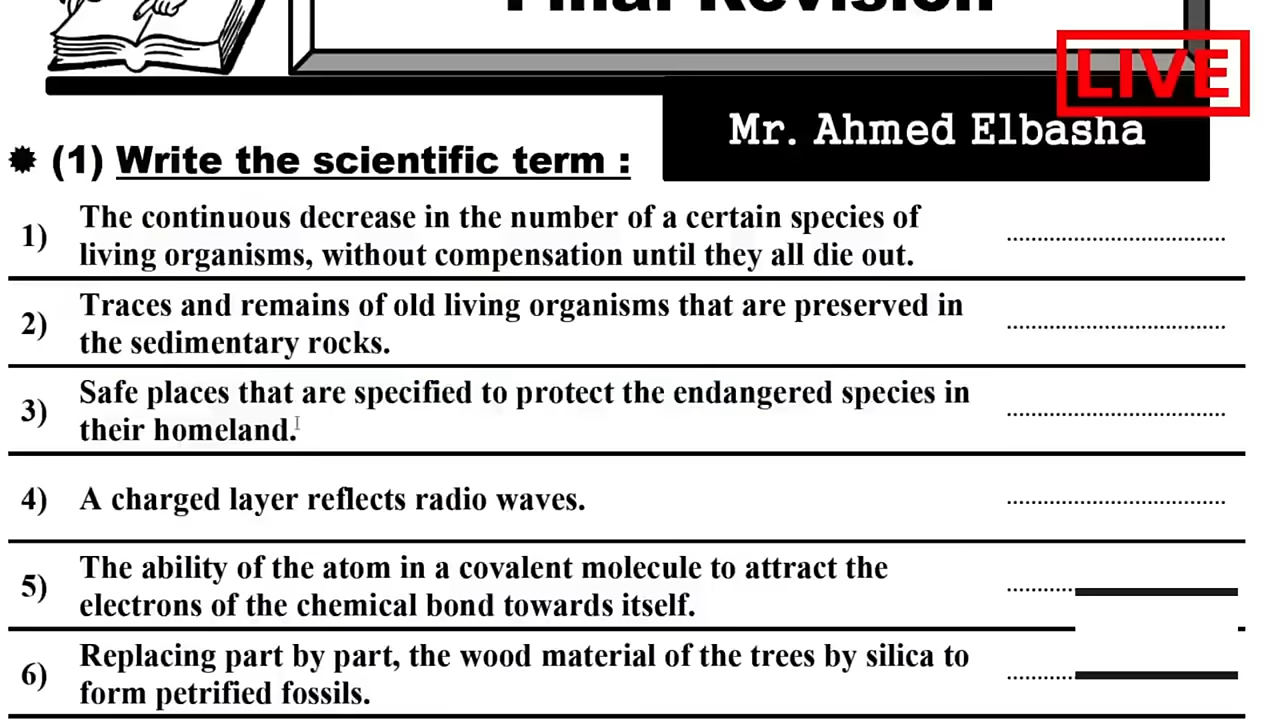 Final Revision
LIVE
Mr. Ahmed Elbasha
(1) Write the scientific term :
1) The continuous decrease in the number of a certain species of
living organisms, without compensation until they all die out. ....................................
2) Traces and remains of old living organisms that are preserved in
the sedimentary rocks. ....................................
3) Safe places that are specified to protect the endangered species in
their homeland. ....................................
4) A charged layer reflects radio waves. ....................................
5) The ability of the atom in a covalent molecule to attract the
electrons of the chemical bond towards itself. ...........
6) Replacing part by part, the wood material of the trees by silica to
form petrified fossils. ...........